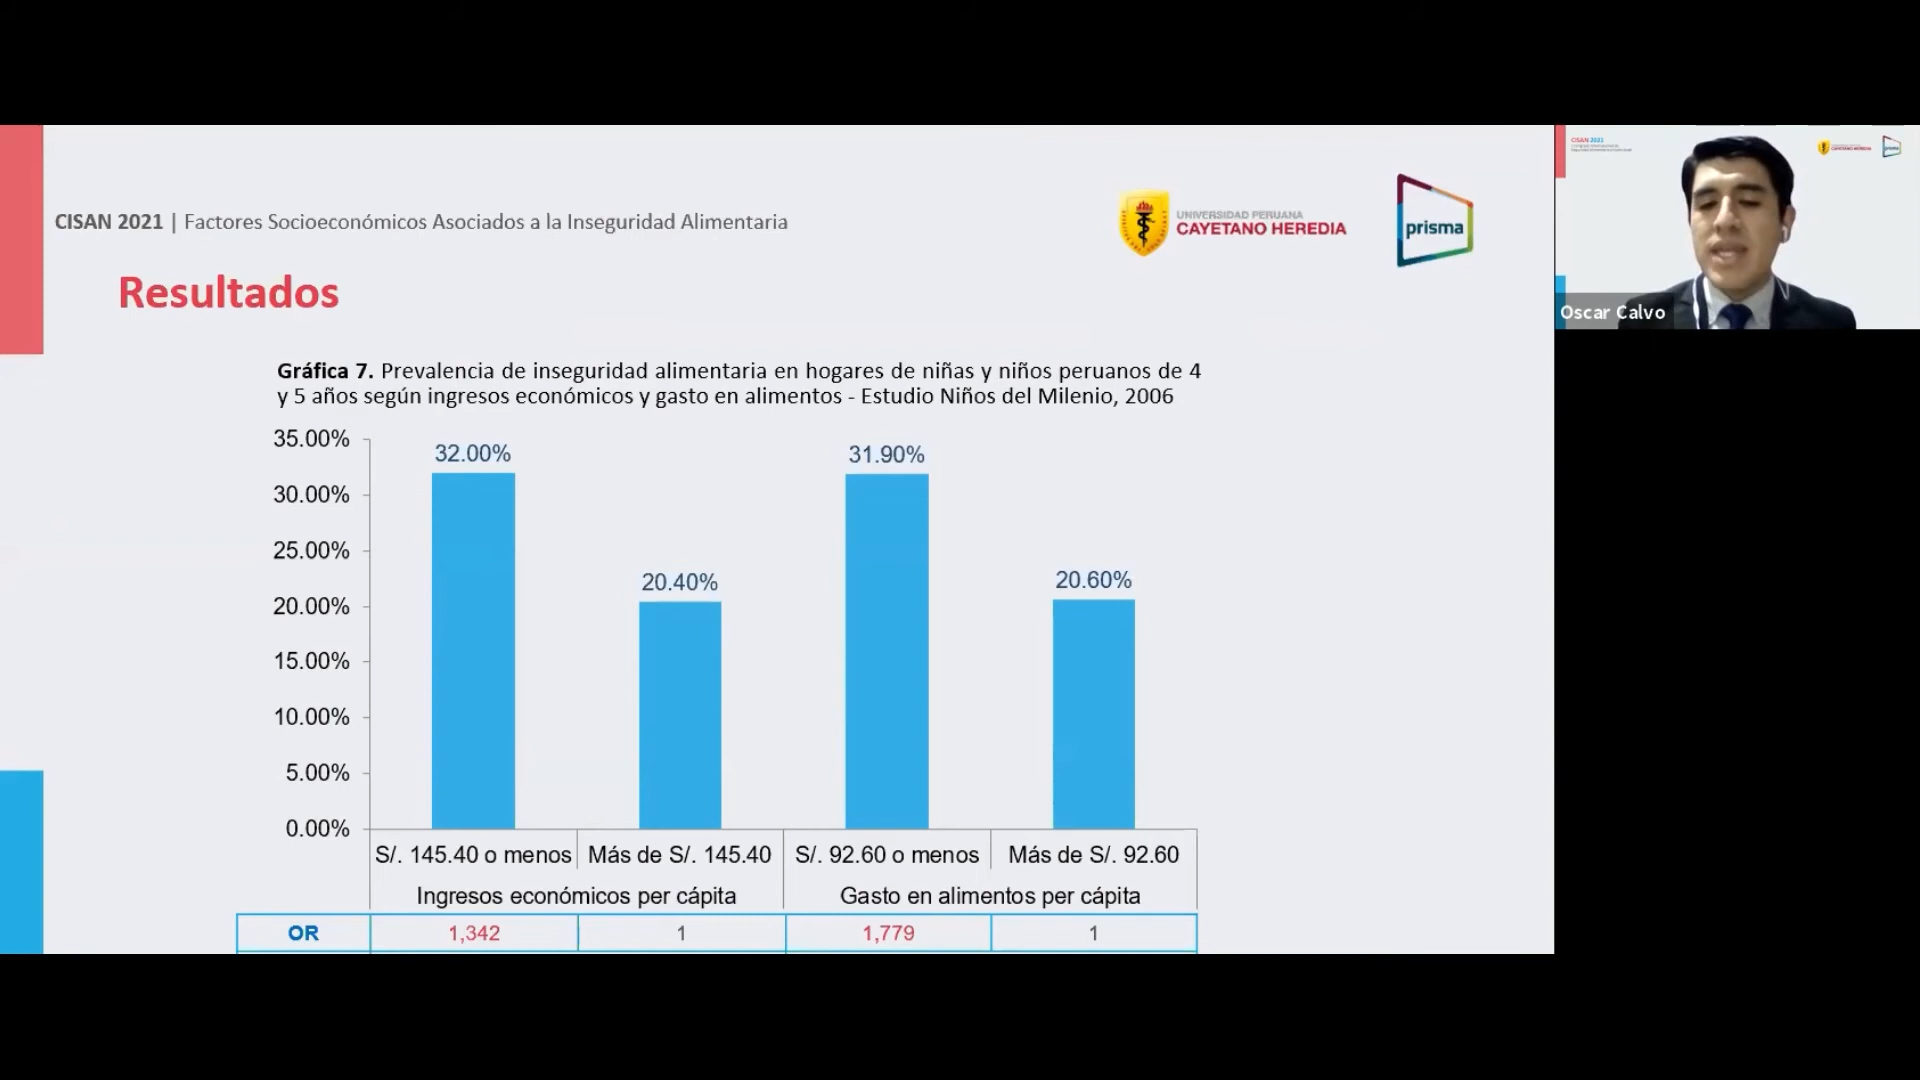 CISAN 2021 | Factores Socioeconómicos Asociados a la Inseguridad Alimentaria
UNIVERSIDAD PERUANA
CAYETANO HEREDIA
prisma
Resultados
Gráfica 7. Prevalencia de inseguridad alimentaria en hogares de niñas y niños peruanos de 4
y 5 años según ingresos económicos y gasto en alimentos - Estudio Niños del Milenio, 2006
35.00%
30.00%
25.00%
20.00%
15.00%
10.00%
5.00%
0.00%
32.00%
20.40%
31.90%
20.60%
S/. 145.40 o menos Más de S/. 145.40 S/. 92.60 o menos Más de S/. 92.60
Ingresos económicos per cápita Gasto en alimentos per cápita
OR 1,342 1 1,779 1
CISAN 2021
CAYETANO HEREDIA
prisma
Oscar Calvo